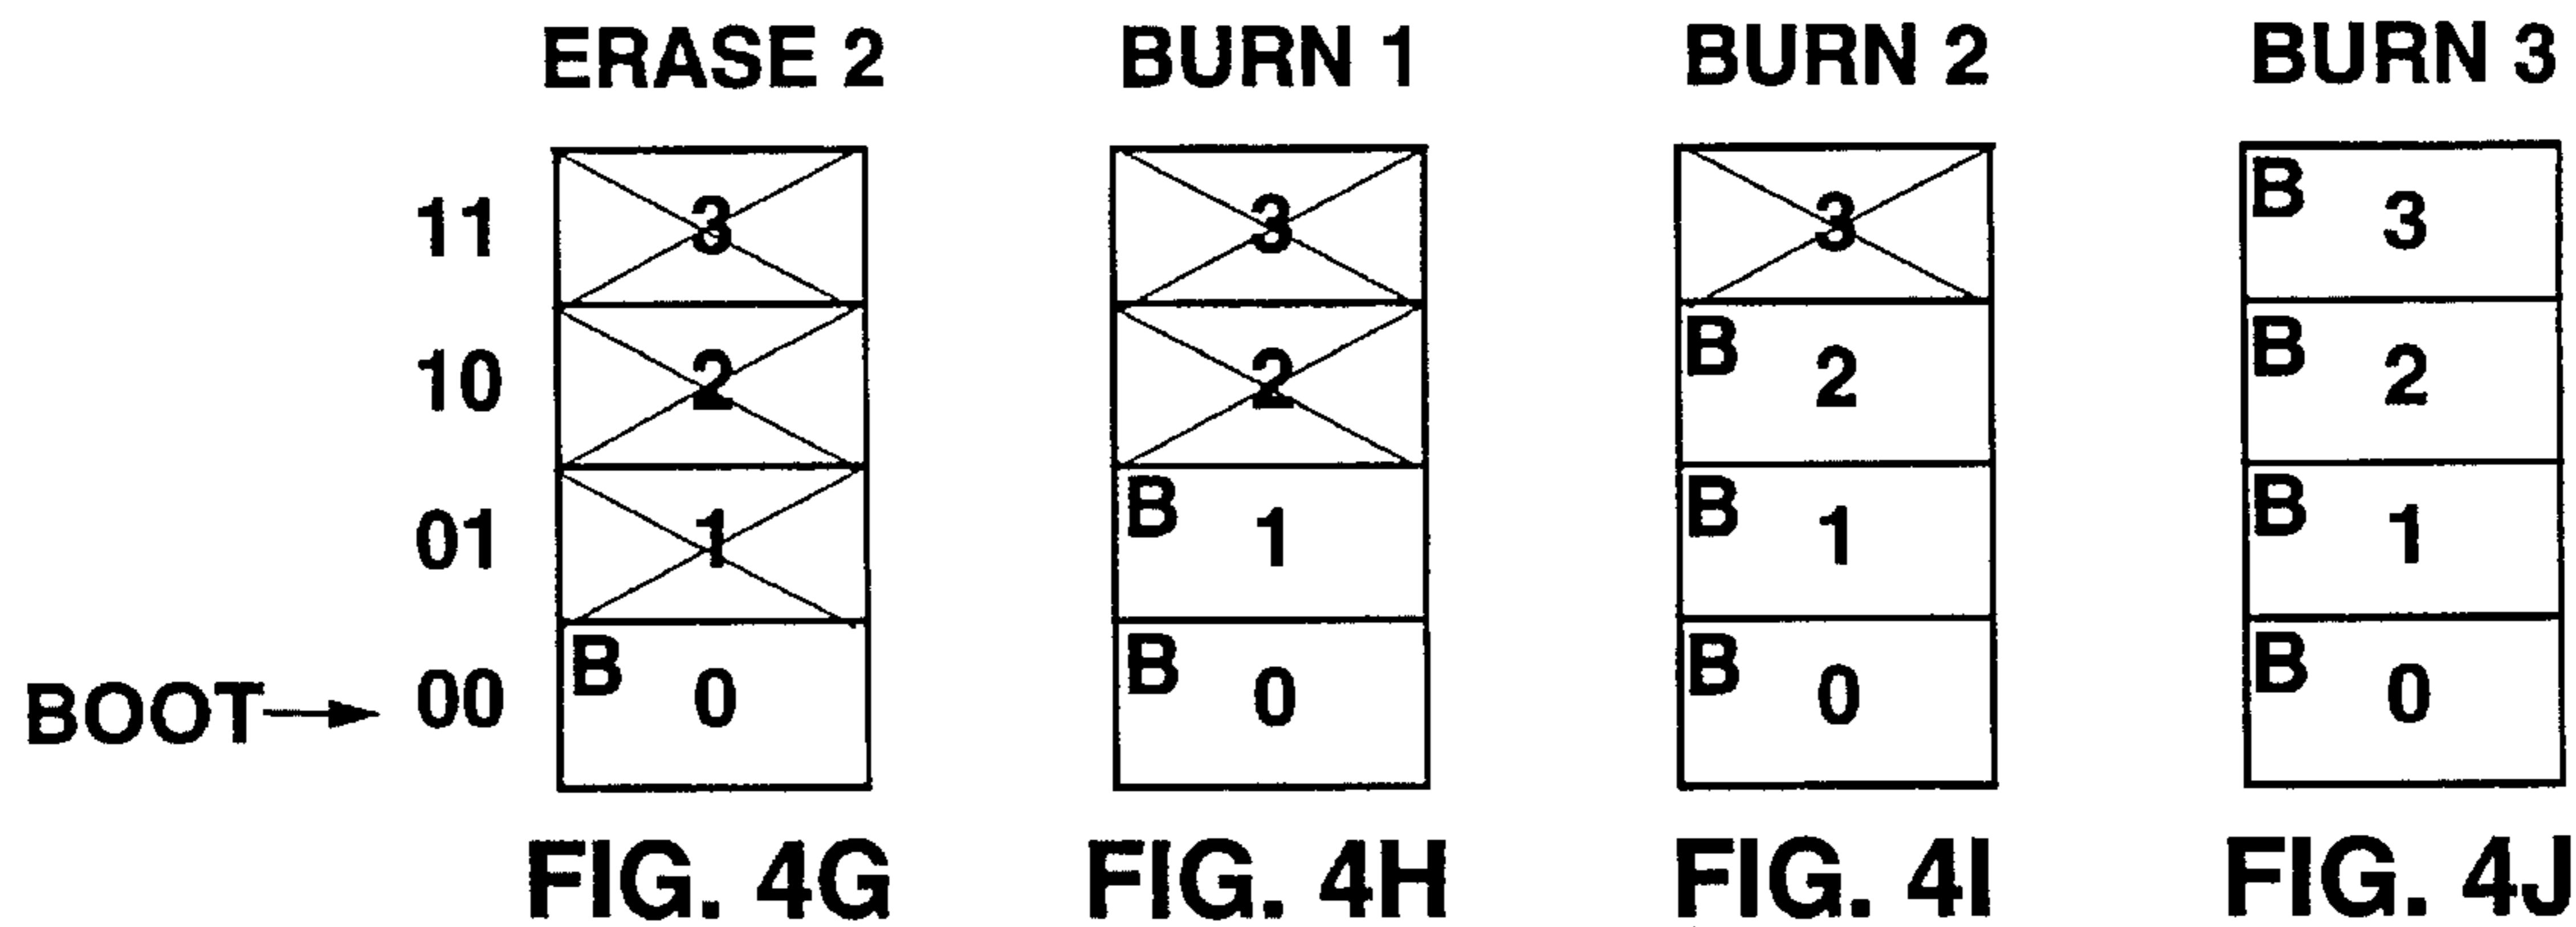 ERASE 2 BURN 1 BURN 2 BURN 3
11 3 3 3 B 3
10 2 2 B 2 B 2
01 1 B 1 B 1 B 1
BOOT 00 B 0 B 0 B 0 B 0
FIG. 4G FIG. 4H FIG. 4I FIG. 4J